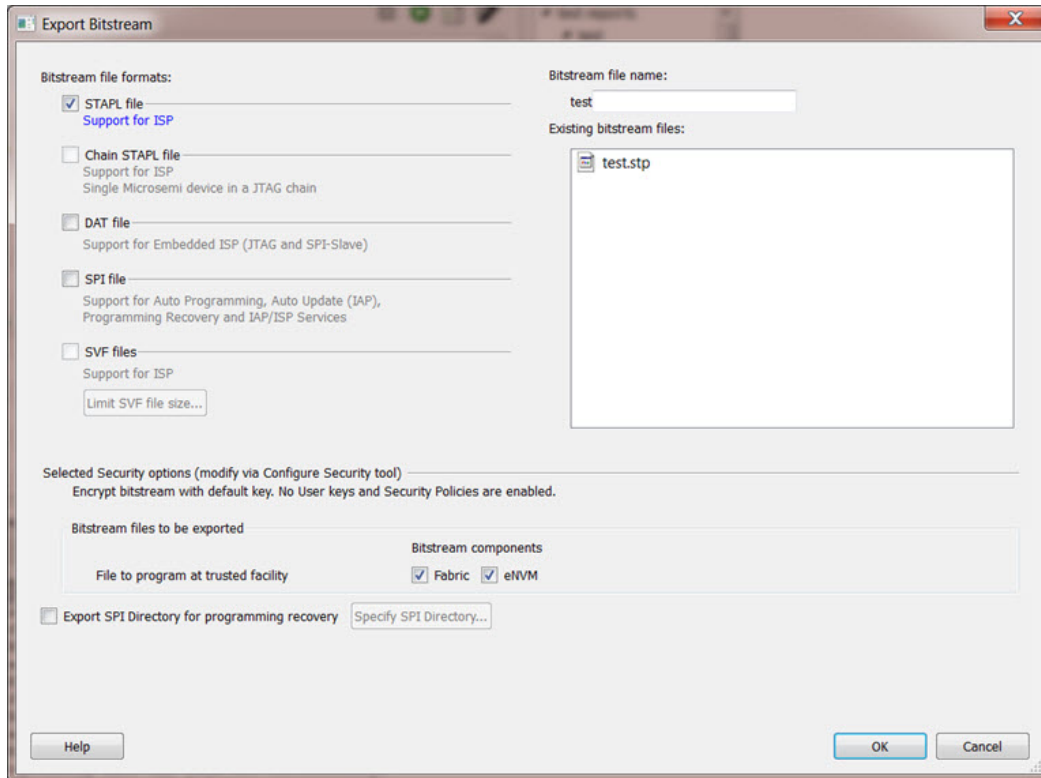 Export Bitstream
Bitstream file formats:
STAPL file
Support for ISP
Chain STAPL file
Support for ISP
Single Microsemi device in a JTAG chain
DAT file
Support for Embedded ISP (JTAG and SPI-Slave)
SPI file
Support for Auto Programming, Auto Update (IAP),
Programming Recovery and IAP/ISP Services
SVF files
Support for ISP
Limit SVF file size...
Bitstream file name:
test
Existing bitstream files:
test.stp
Selected Security options (modify via Configure Security tool)
Encrypt bitstream with default key. No User keys and Security Policies are enabled.
Bitstream files to be exported
Bitstream components
File to program at trusted facility Fabric eNVM
Export SPI Directory for programming recovery Specify SPI Directory...
Help OK Cancel